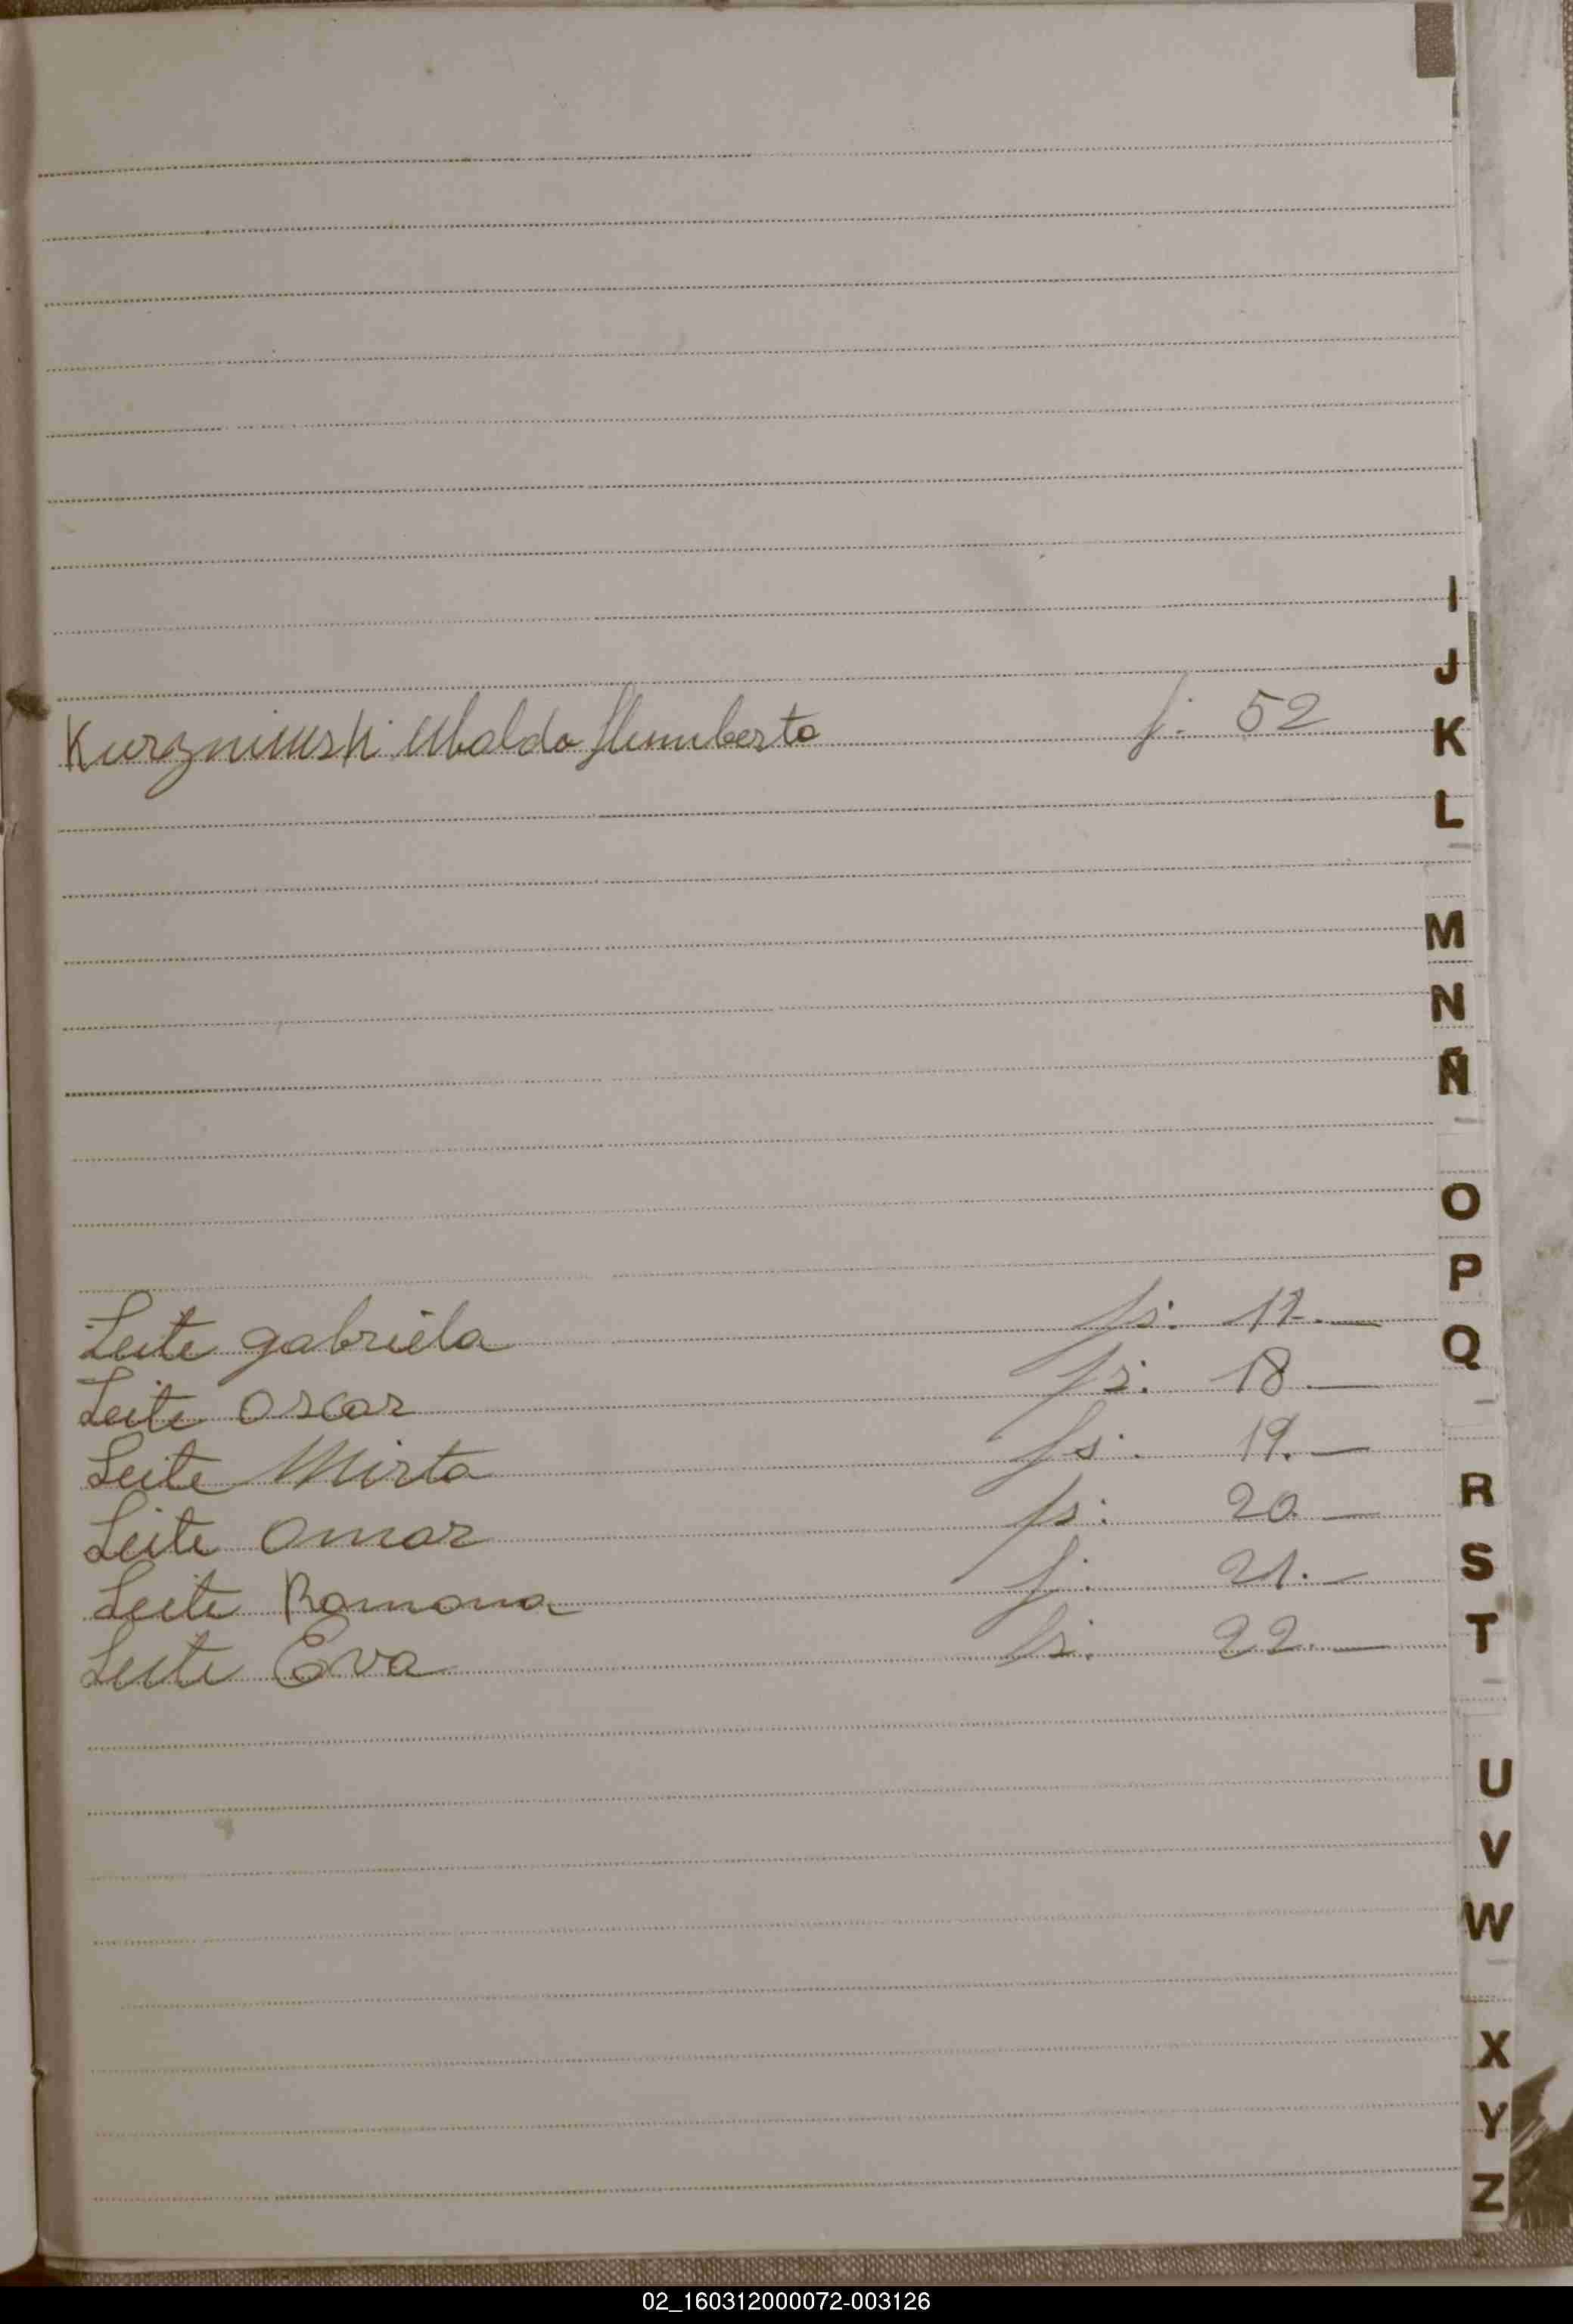 I
J
Kurzniuski Ubaldo Humberto f. 52
K
L
M
N
Ñ
O
P
Leite gabriela fs. 17.—
Q
Leite Oscar fs. 18.—
Leite Mirta fs. 19.—
R
Leite Omar fs. 20.—
S
Leite Ramona f. 21.—
T
Leite Eva fs. 22.—
U
V
W
X
Y
Z
02_160312000072-003126